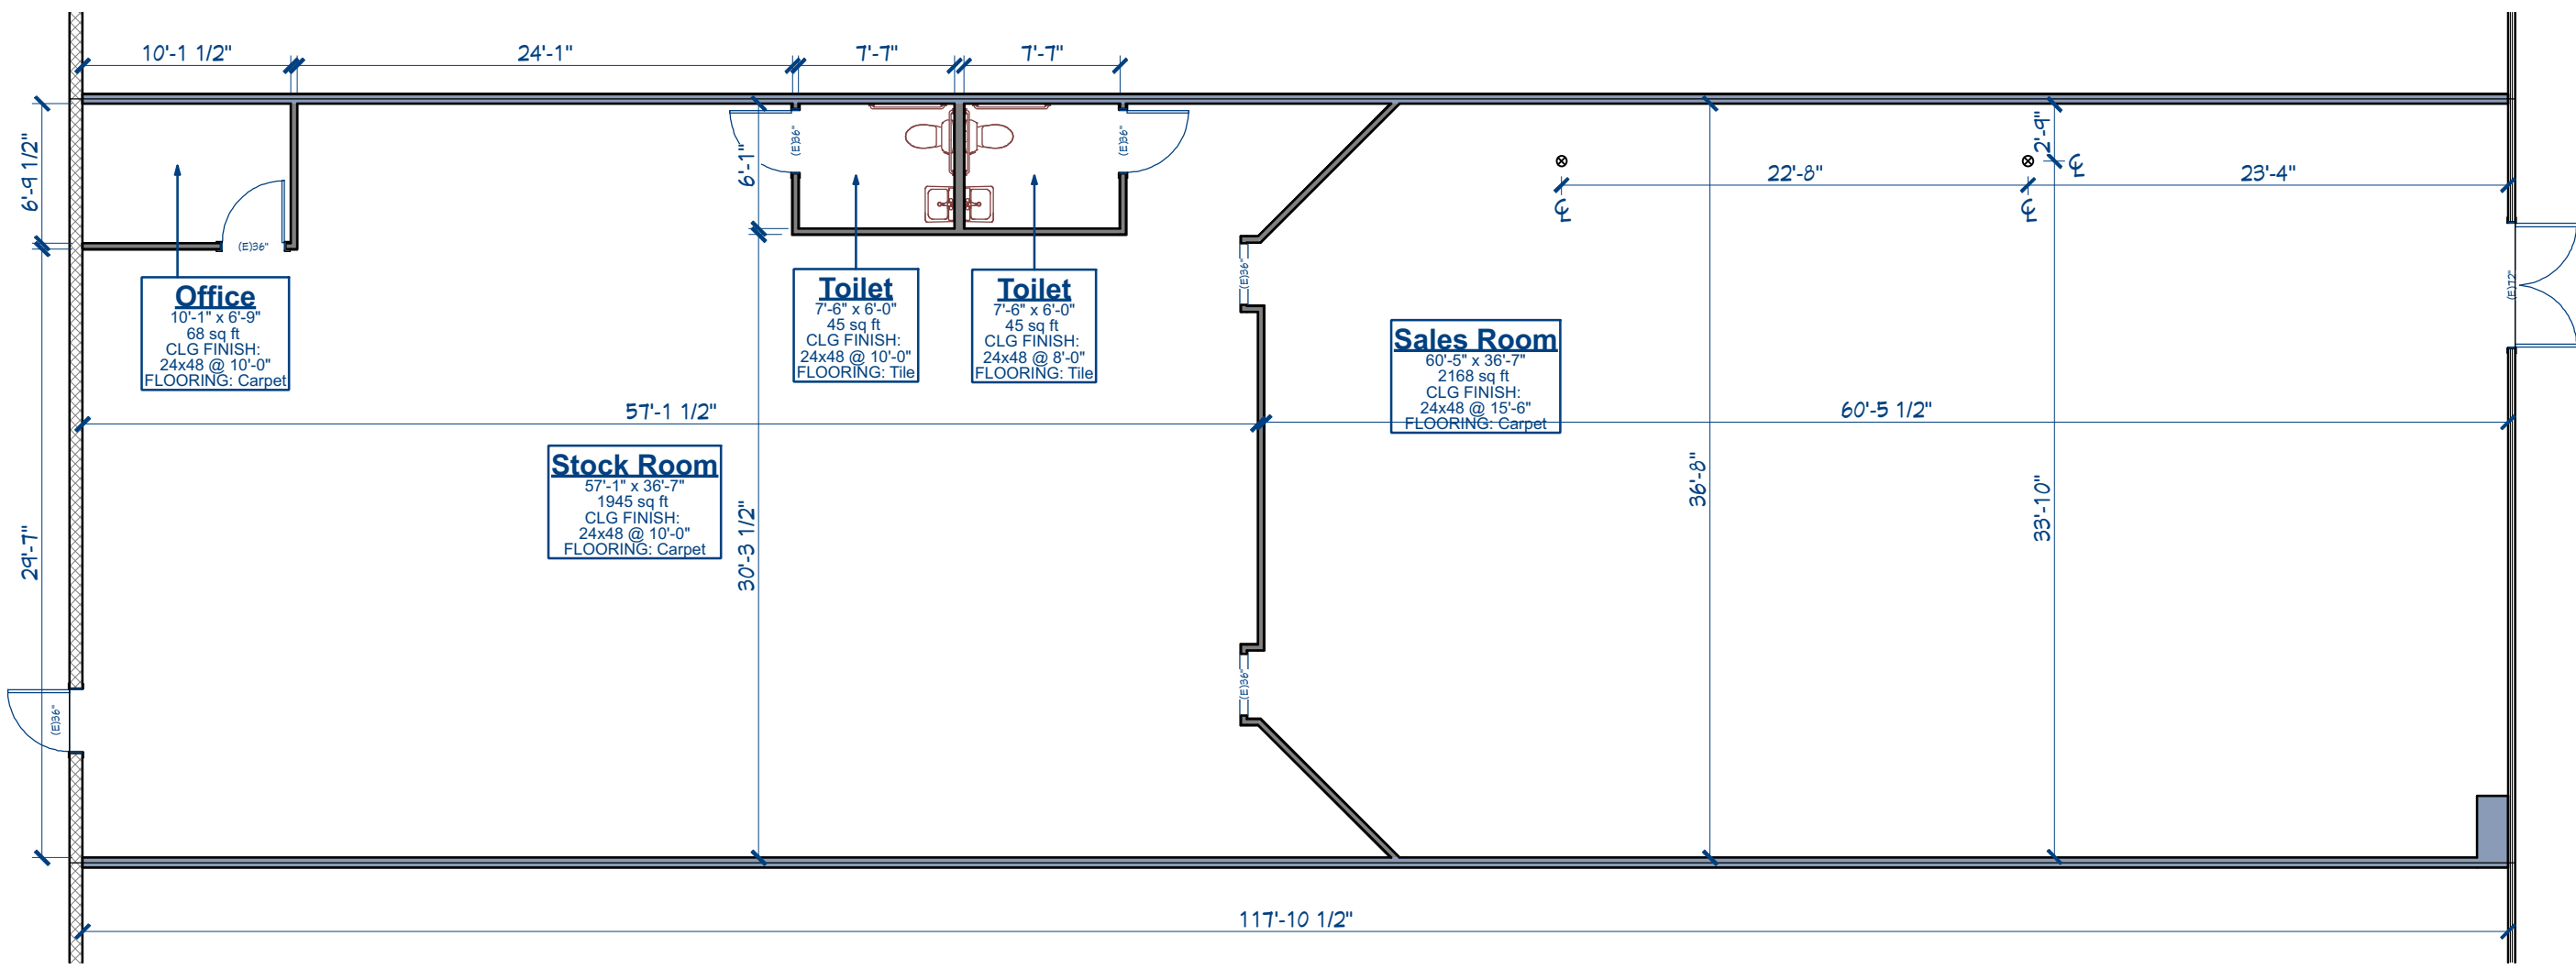 10'-1 1/2"
24'-1"
7'-7"
7'-7"
6'-9 1/2"
(E)36"
6'-1"
(E)36"
(E)36"
2'-9"
℄
22'-8"
23'-4"
℄
℄
(E)36"
(E)72"
Office
10'-1" x 6'-9"
68 sq ft
CLG FINISH:
24x48 @ 10'-0"
FLOORING: Carpet
Toilet
7'-6" x 6'-0"
45 sq ft
CLG FINISH:
24x48 @ 10'-0"
FLOORING: Tile
Toilet
7'-6" x 6'-0"
45 sq ft
CLG FINISH:
24x48 @ 8'-0"
FLOORING: Tile
Sales Room
60'-5" x 36'-7"
2168 sq ft
CLG FINISH:
24x48 @ 15'-6"
FLOORING: Carpet
57'-1 1/2"
60'-5 1/2"
Stock Room
57'-1" x 36'-7"
1945 sq ft
CLG FINISH:
24x48 @ 10'-0"
FLOORING: Carpet
29'-7"
30'-3 1/2"
36'-8"
33'-10"
(E)36"
(E)36"
117'-10 1/2"